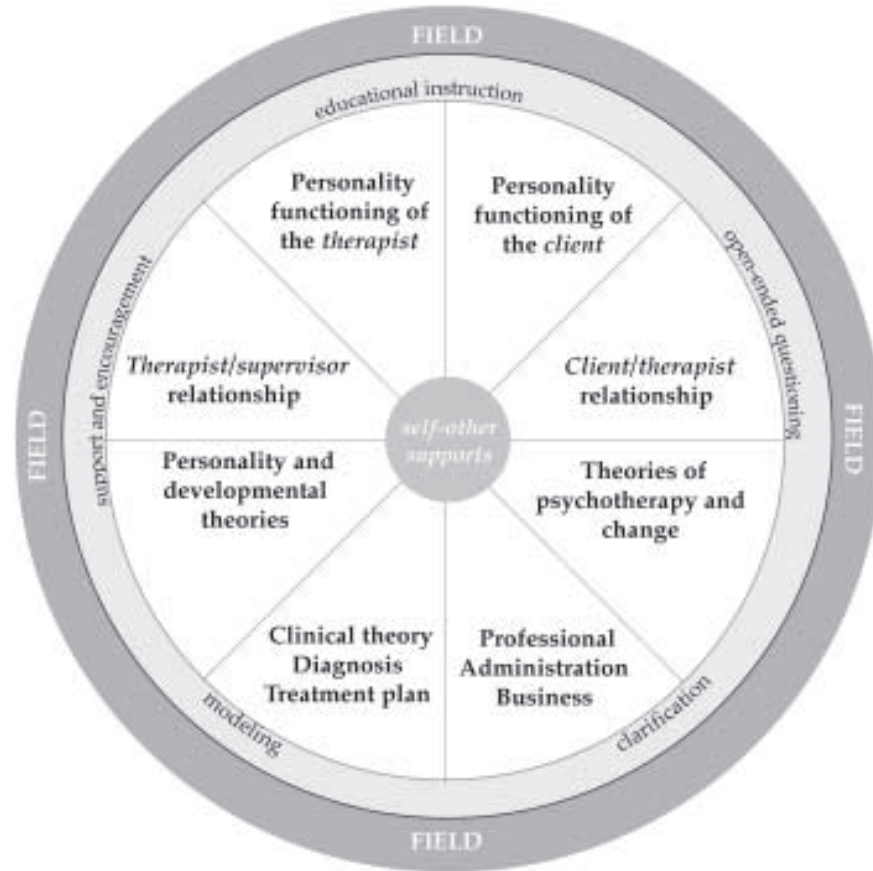 FIELD
educational instruction
Personality
functioning of
the therapist
Personality
functioning of
the client
open-ended questioning
support and encouragement
Therapist/supervisor
relationship
Client/therapist
relationship
self-other
supports
FIELD
FIELD
Personality and
developmental
theories
Theories of
psychotherapy and
change
Clinical theory
Diagnosis
Treatment plan
Professional
Administration
Business
modeling
clarification
FIELD